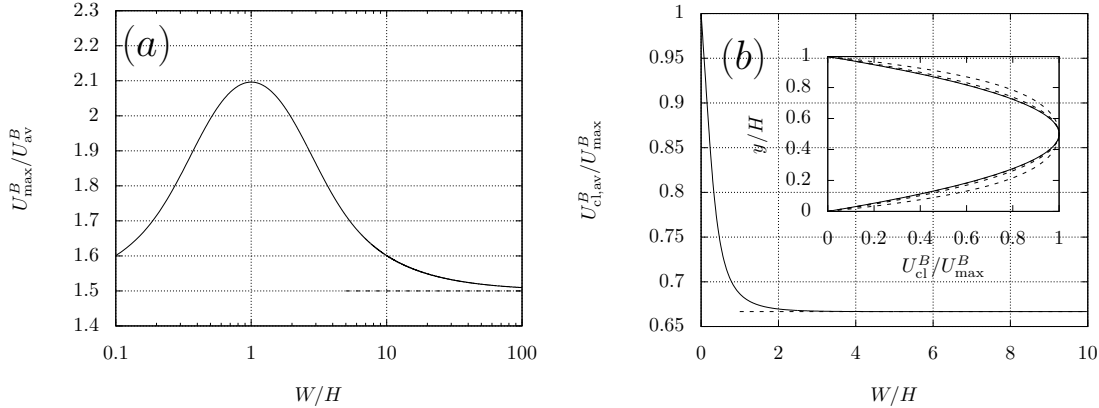 (a)
2.3
2.2
2.1
2
1.9
1.8
1.7
1.6
1.5
1.4
0.1 1 10 100
W/H
U^B_max/U^B_av
(b)
1
0.95
0.9
0.85
0.8
0.75
0.7
0.65
0 2 4 6 8 10
W/H
U^B_cl,av/U^B_max
1
0.8
0.6
0.4
0.2
0
0 0.2 0.4 0.6 0.8 1
U^B_cl/U^B_max
y/H